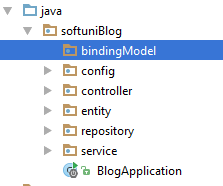 java
softuniBlog
bindingModel
config
controller
entity
repository
service
BlogApplication